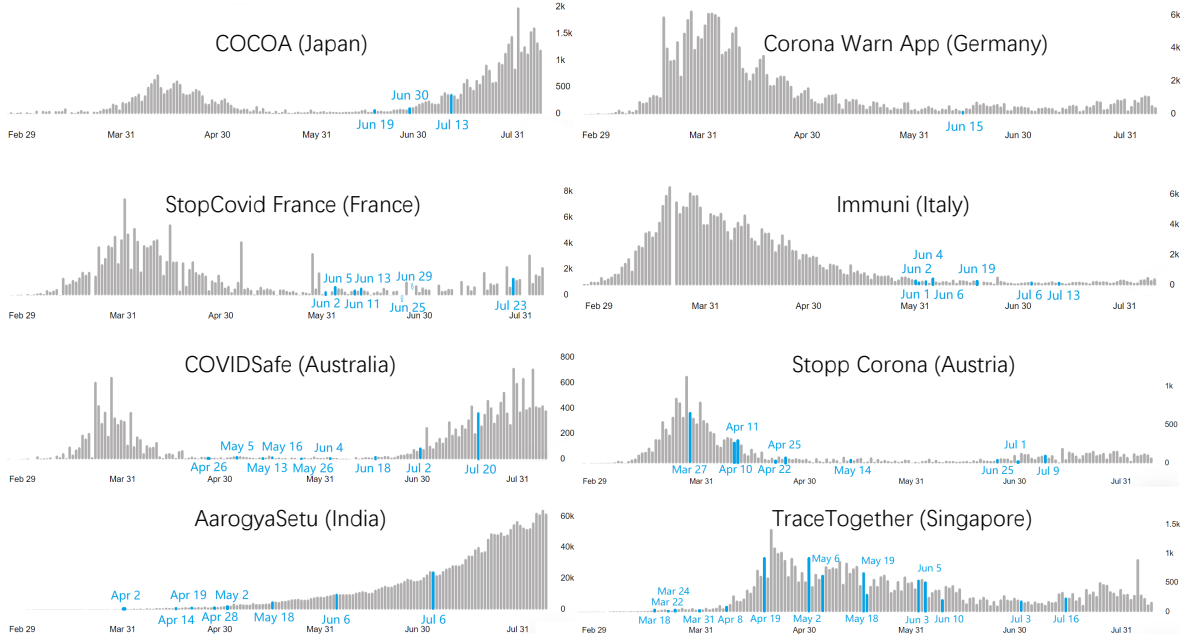 COCOA (Japan)
2k
1.5k
1k
500
0
Jun 30
Jun 19
Jul 13
Feb 29
Mar 31
Apr 30
May 31
Jun 30
Jul 31
Corona Warn App (Germany)
6k
4k
2k
0
Jun 15
Feb 29
Mar 31
Apr 30
May 31
Jun 30
Jul 31
StopCovid France (France)
8k
6k
4k
2k
0
Jun 5
Jun 13
Jun 29
Jun 2
Jun 11
Jun 25
Jul 23
Mar 31
May 31
Jun 30
Jul 31
Immuni (Italy)
6k
4k
2k
0
Jun 4
Jun 2
Jun 19
Jun 1
Jun 6
Jul 6
Jul 13
Feb 29
Mar 31
Apr 30
May 31
Jun 30
Jul 31
COVIDSafe (Australia)
800
600
400
200
0
May 5
May 16
Jun 4
Apr 26
May 13
May 26
Jun 18
Jul 2
Jul 20
Feb 29
Mar 31
Apr 30
May 31
Jun 30
Jul 31
Stopp Corona (Austria)
1k
500
0
Apr 11
Apr 25
Jul 1
Mar 27
Apr 10
Apr 22
May 14
Jun 25
Jul 9
Feb 29
Mar 31
Apr 30
May 31
Jun 30
Jul 31
AarogyaSetu (India)
60k
40k
20k
0
Apr 2
Apr 19
May 2
Apr 14
Apr 28
May 18
Jun 6
Jul 6
Feb 29
Mar 31
Apr 30
May 31
Jun 30
Jul 31
TraceTogether (Singapore)
1.5k
1k
500
0
May 6
May 19
Jun 5
Mar 24
Mar 22
Mar 18
Mar 31
Apr 8
Apr 19
May 2
May 18
Jun 3
Jun 10
Jul 3
Jul 16
Feb 29
Mar 31
Apr 30
May 31
Jun 30
Jul 31